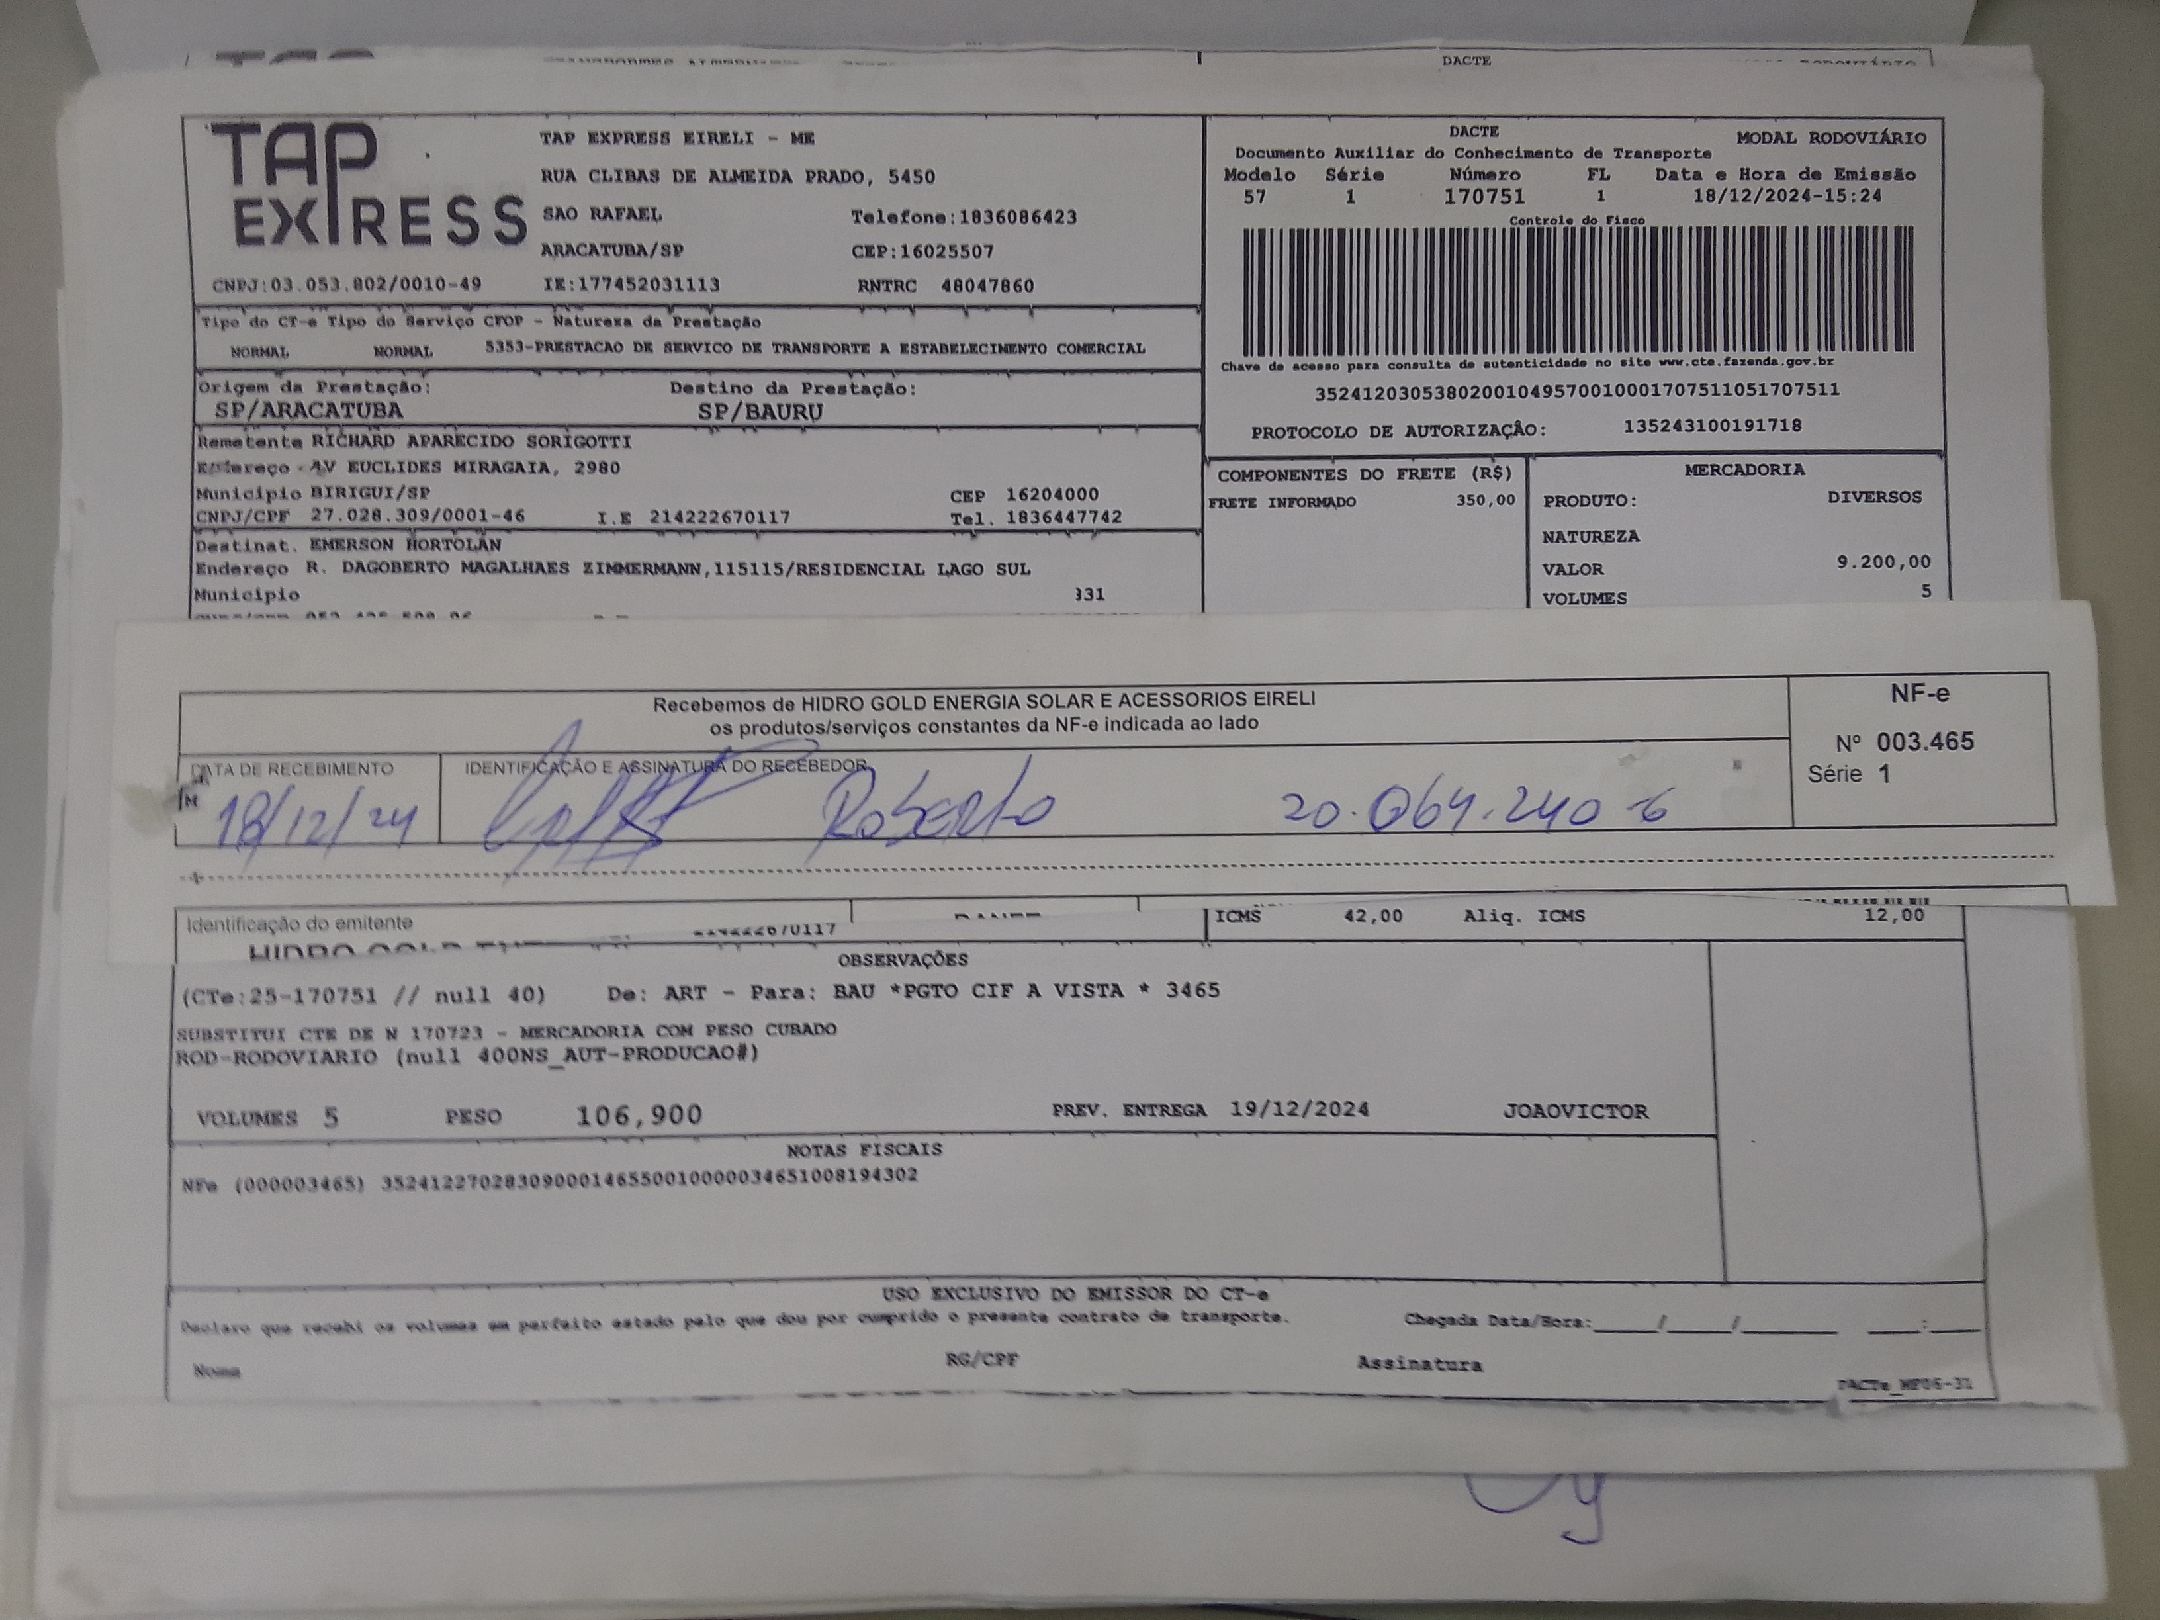 DACTE
TAP EXPRESS
TAP EXPRESS EIRELI - ME
RUA CLIBAS DE ALMEIDA PRADO, 5450
SAO RAFAEL Telefone:1836086423
ARACATUBA/SP CEP:16025507
CNPJ:03.053.802/0010-49 IE:177452031113 RNTRC 48047860
DACTE MODAL RODOVIÁRIO
Documento Auxiliar do Conhecimento de Transporte
Modelo Série Número FL Data e Hora de Emissão
57 1 170751 1 18/12/2024-15:24
Controle do Fisco
Chave de acesso para consulta de autenticidade no site www.cte.fazenda.gov.br
35241203053802001049570010001707511051707511
PROTOCOLO DE AUTORIZAÇÃO: 135243100191718
Tipo do CT-e Tipo do Serviço CFOP - Natureza da Prestação
NORMAL NORMAL 5353-PRESTACAO DE SERVICO DE TRANSPORTE A ESTABELECIMENTO COMERCIAL
Origem da Prestação: Destino da Prestação:
SP/ARACATUBA SP/BAURU
Remetente RICHARD APARECIDO SORIGOTTI
Endereço AV EUCLIDES MIRAGAIA, 2980
Municipio BIRIGUI/SP CEP 16204000
CNPJ/CPF 27.028.309/0001-46 I.E 214222670117 Tel. 1836447742
Destinat. EMERSON HORTOLAN
Endereço R. DAGOBERTO MAGALHAES ZIMMERMANN,115115/RESIDENCIAL LAGO SUL
Municipio 331
COMPONENTES DO FRETE (R$)
FRETE INFORMADO 350,00
MERCADORIA
PRODUTO: DIVERSOS
NATUREZA
VALOR 9.200,00
VOLUMES 5
Recebemos de HIDRO GOLD ENERGIA SOLAR E ACESSORIOS EIRELI
os produtos/serviços constantes da NF-e indicada ao lado
NF-e
Nº 003.465
Série 1
DATA DE RECEBIMENTO IDENTIFICAÇÃO E ASSINATURA DO RECEBEDOR
18/12/24 Roberto 20.064.240 6
Identificação do emitente
HIDRO GOLD
ICMS 42,00 Aliq. ICMS 12,00
OBSERVAÇÕES
(CTe:25-170751 // null 40) De: ART - Para: BAU *PGTO CIF A VISTA * 3465
SUBSTITUI CTE DE N 170723 - MERCADORIA COM PESO CUBADO
ROD-RODOVIARIO (null 400NS_AUT-PRODUCAO#)
VOLUMES 5 PESO 106,900 PREV. ENTREGA 19/12/2024 JOAOVICTOR
NOTAS FISCAIS
NFe (000003465) 35241227028309000146550010000034651008194302
USO EXCLUSIVO DO EMISSOR DO CT-e
Declaro que recebi os volumes em perfeito estado pelo que dou por cumprido o presente contrato de transporte. Chegada Data/Hora:____/____/______ ___:___
Nome RG/CPF Assinatura
DACTe_MP06-31